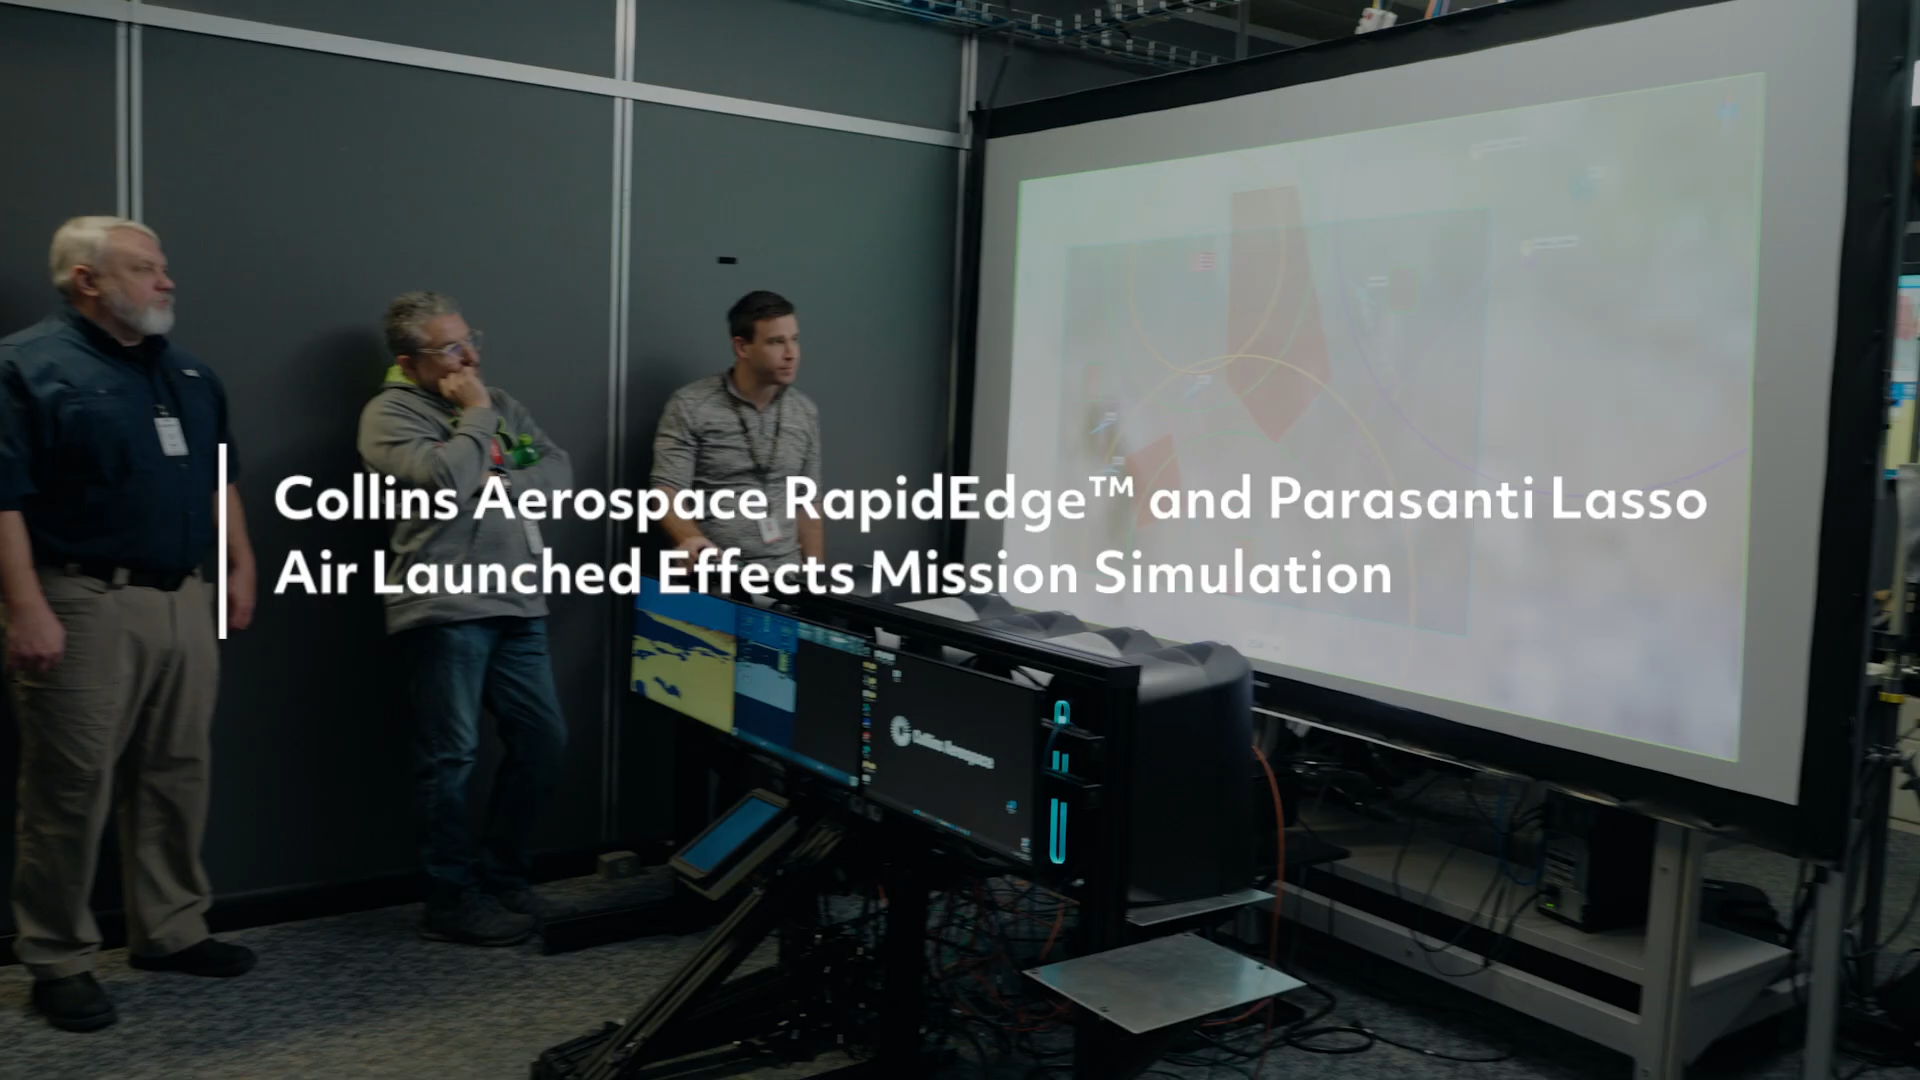 Collins Aerospace RapidEdge™ and Parasanti Lasso
Air Launched Effects Mission Simulation
Collins Aerospace